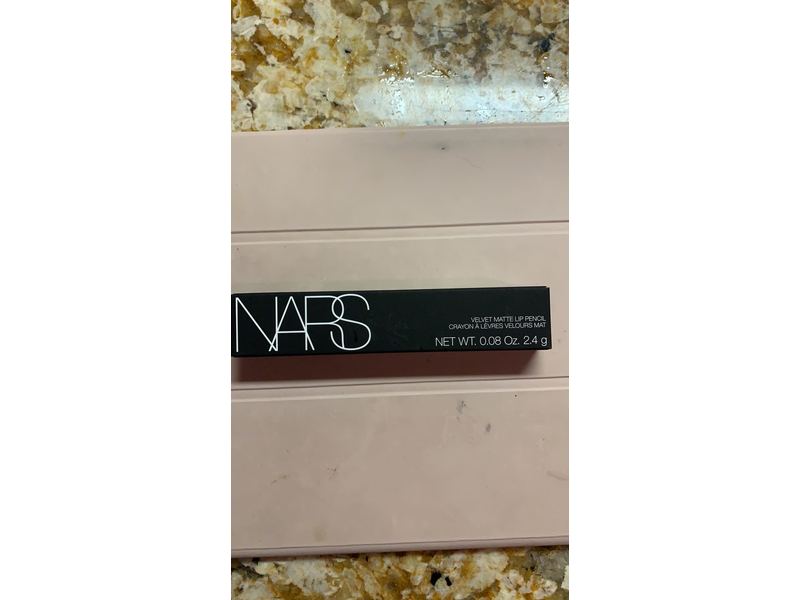 NARS
VELVET MATTE LIP PENCIL
CRAYON À LÈVRES VELOURS MAT
NET WT. 0.08 Oz. 2.4 g